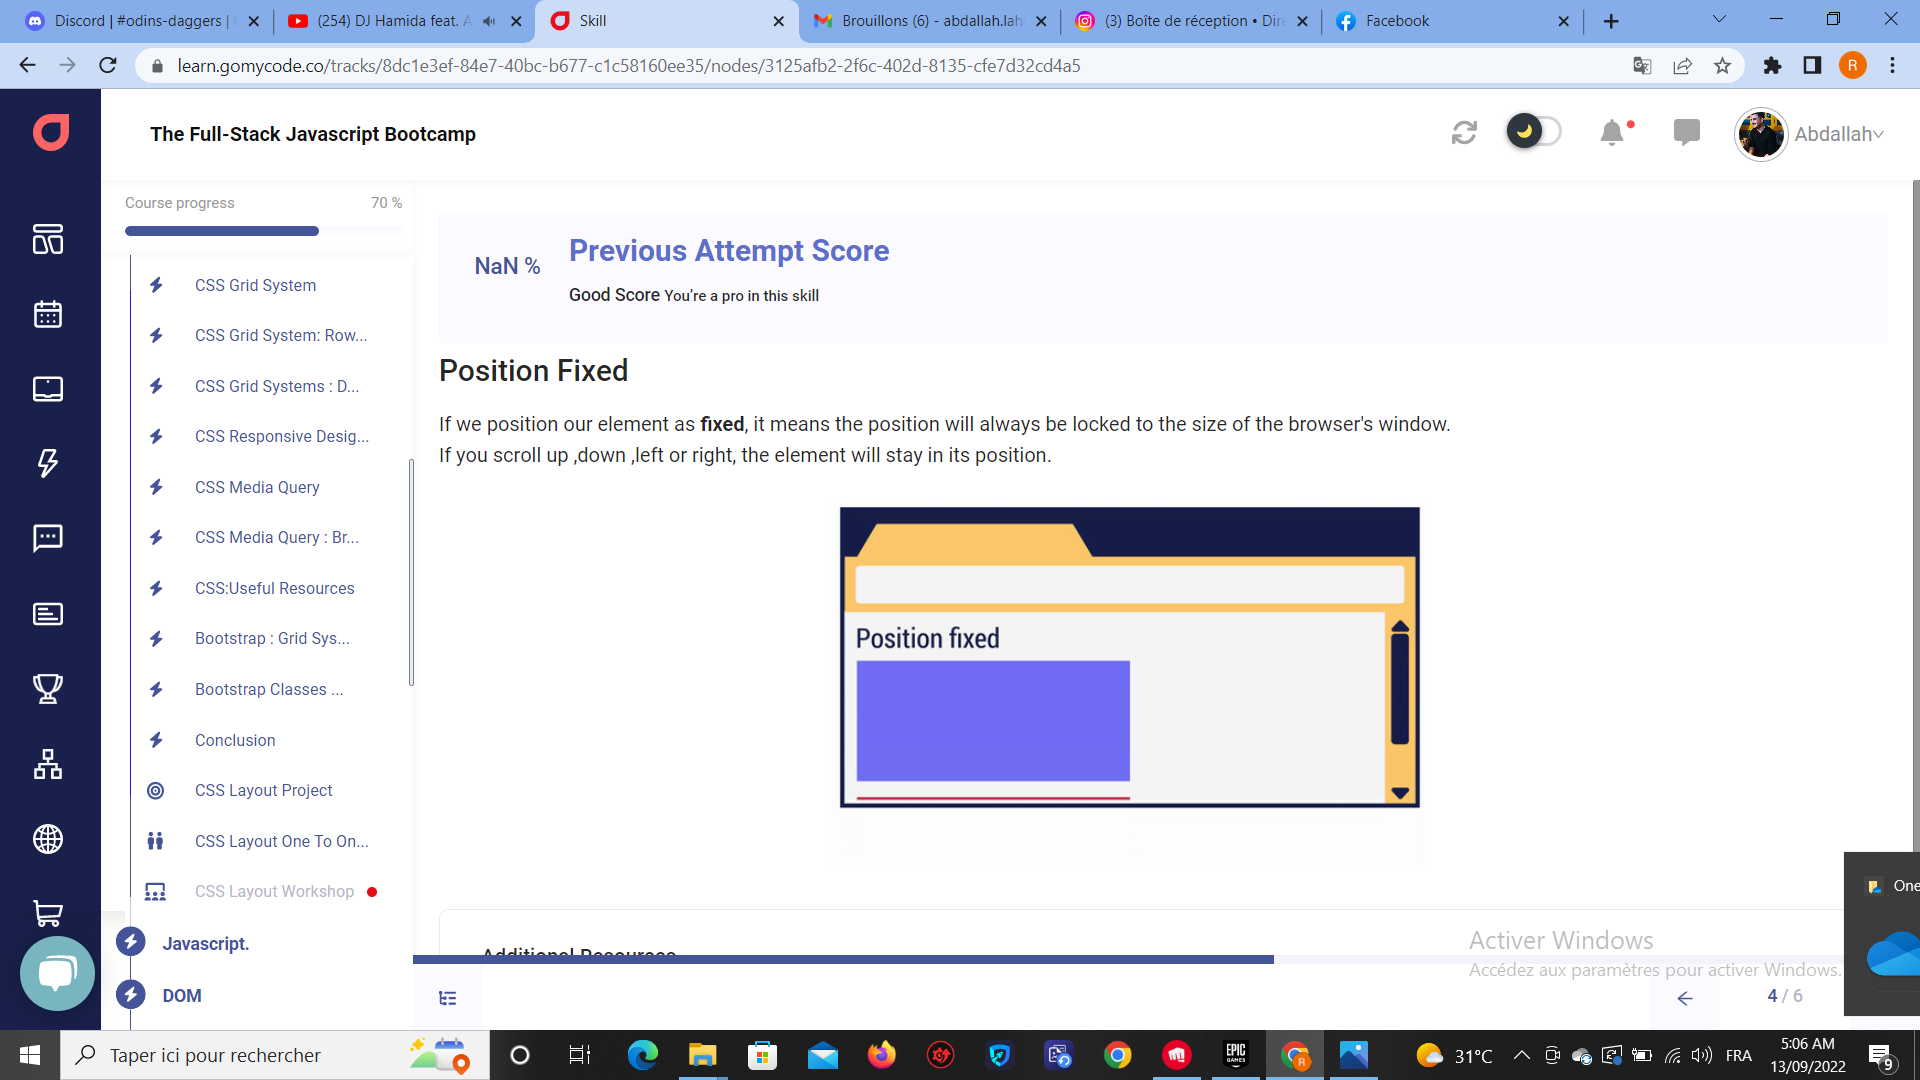 Discord | #odins-daggers |
(254) DJ Hamida feat.
Skill
Brouillons (6) - abdallah.lah
(3) Boîte de réception • Dire
Facebook
learn.gomycode.co/tracks/8dc1e3ef-84e7-40bc-b677-c1c58160ee35/nodes/3125afb2-2f6c-402d-8135-cfe7d32cd4a5
R
The Full-Stack Javascript Bootcamp
Abdallah
Course progress
70 %
CSS Grid System
CSS Grid System: Row...
CSS Grid Systems : D...
CSS Responsive Desig...
CSS Media Query
CSS Media Query : Br...
CSS:Useful Resources
Bootstrap : Grid Sys...
Bootstrap Classes ...
Conclusion
CSS Layout Project
CSS Layout One To On...
CSS Layout Workshop
Javascript.
DOM
NaN %
Previous Attempt Score
Good Score You're a pro in this skill
Position Fixed
If we position our element as fixed, it means the position will always be locked to the size of the browser's window.
If you scroll up ,down ,left or right, the element will stay in its position.
Position fixed
Additional Resources
Activer Windows
Accédez aux paramètres pour activer Windows.
4 / 6
One
Taper ici pour rechercher
EPIC
GAMES
R
31°C
FRA
5:06 AM
13/09/2022
9